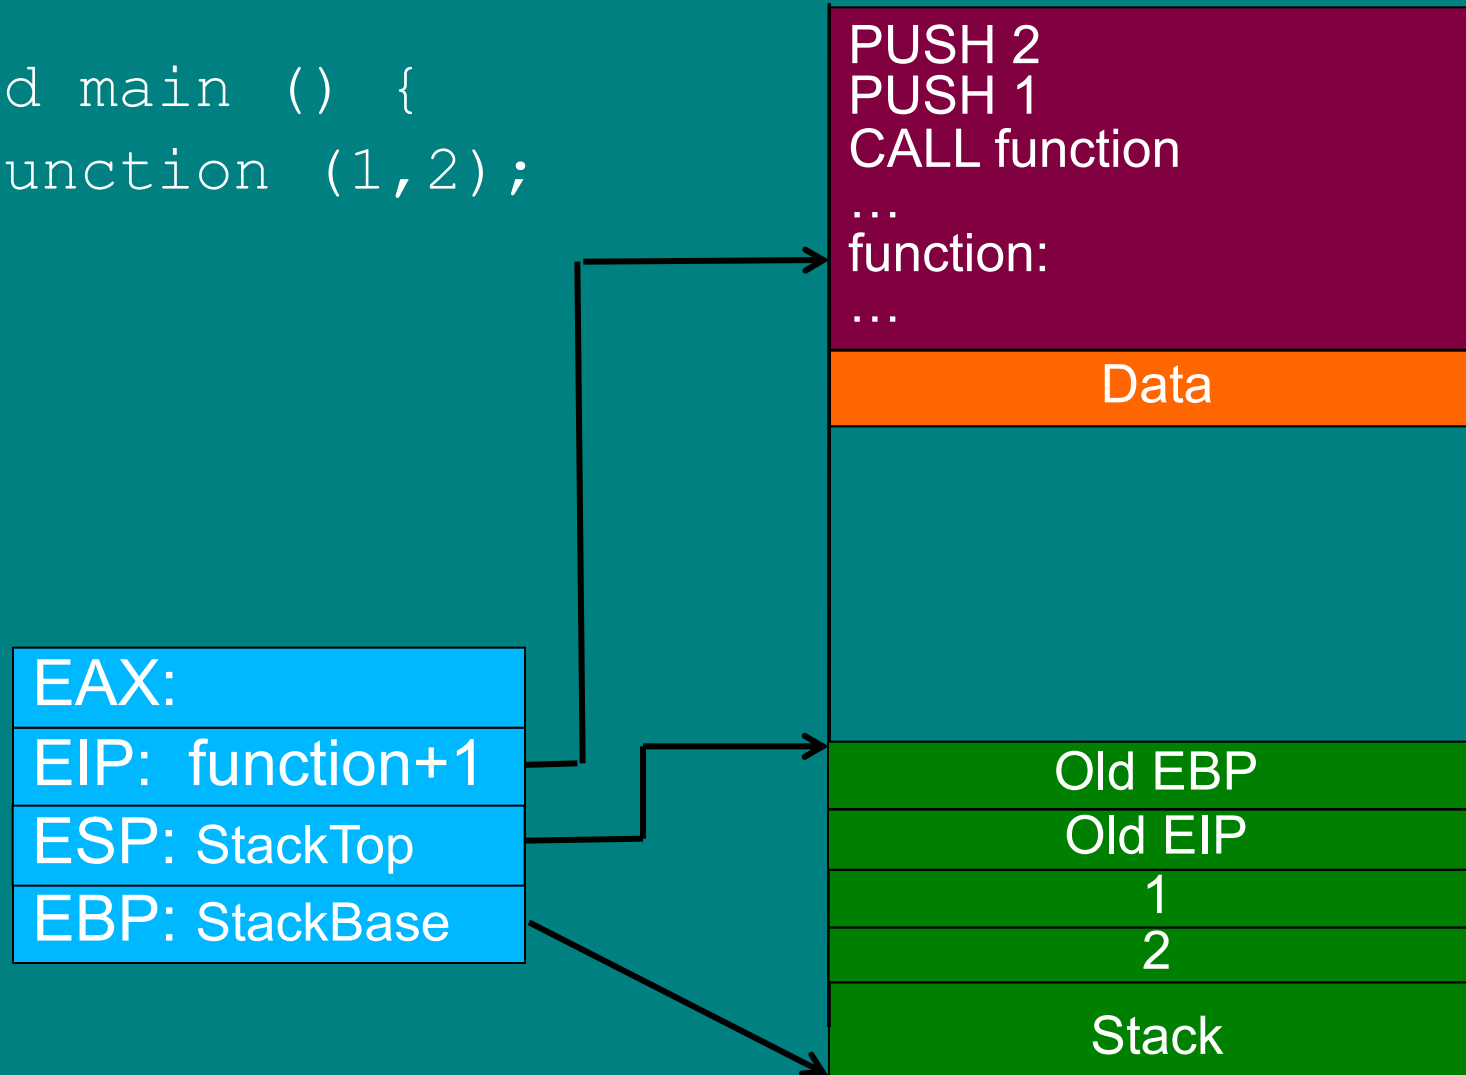 d main () {
unction (1,2);
PUSH 2
PUSH 1
CALL function
…
function:
…
Data
EAX:
EIP: function+1
ESP: StackTop
EBP: StackBase
Old EBP
Old EIP
1
2
Stack